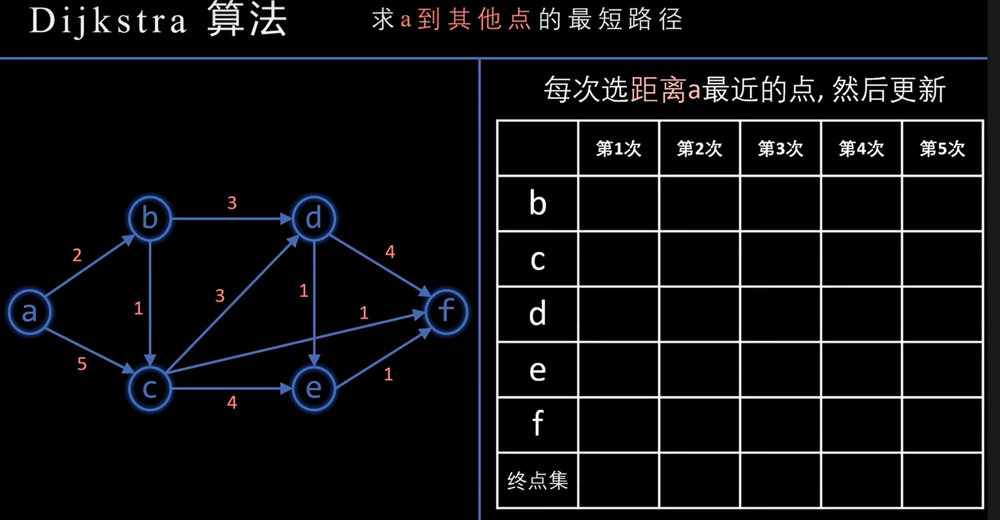 Dijkstra 算法 求a到其他点的最短路径
每次选距离a最近的点,然后更新
第1次 第2次 第3次 第4次 第5次
b
c
d
e
f
终点集
b 3 d
2 4
1 3 1 1
a f
5 1
c 4 e